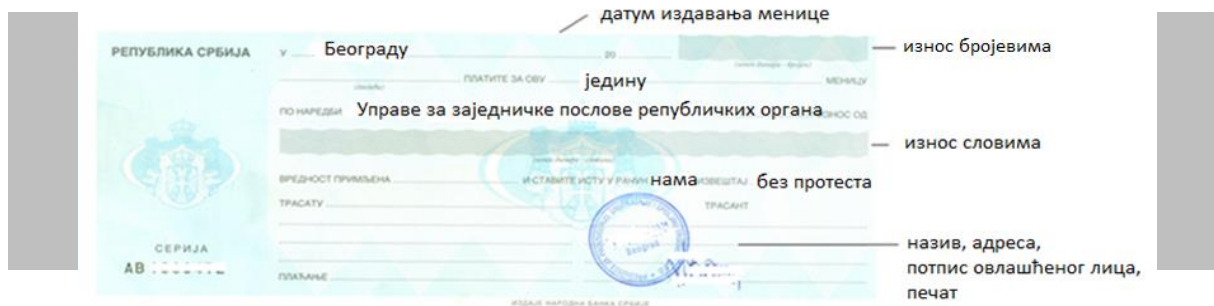 датум издавања менице
РЕПУБЛИКА СРБИЈА У Београду 20 износ бројевима
ПЛАТИТЕ ЗА ОВУ једину МЕНИЦУ
ПО НАРЕДБИ Управе за заједничке послове републичких органа ИЗНОС ОД
износ словима
ВРЕДНОСТ ПРИМЉЕНА И СТАВИТЕ ИСТУ У РАЧУН нама ИЗВЕШТАЈ без протеста
ТРАСАТУ ТРАСАНТ
Beograd
СЕРИЈА назив, адреса,
АВ потпис овлашћеног лица,
ПЛАЋАЊЕ печат
ИЗДАЈЕ НАРОДНА БАНКА СРБИЈЕ